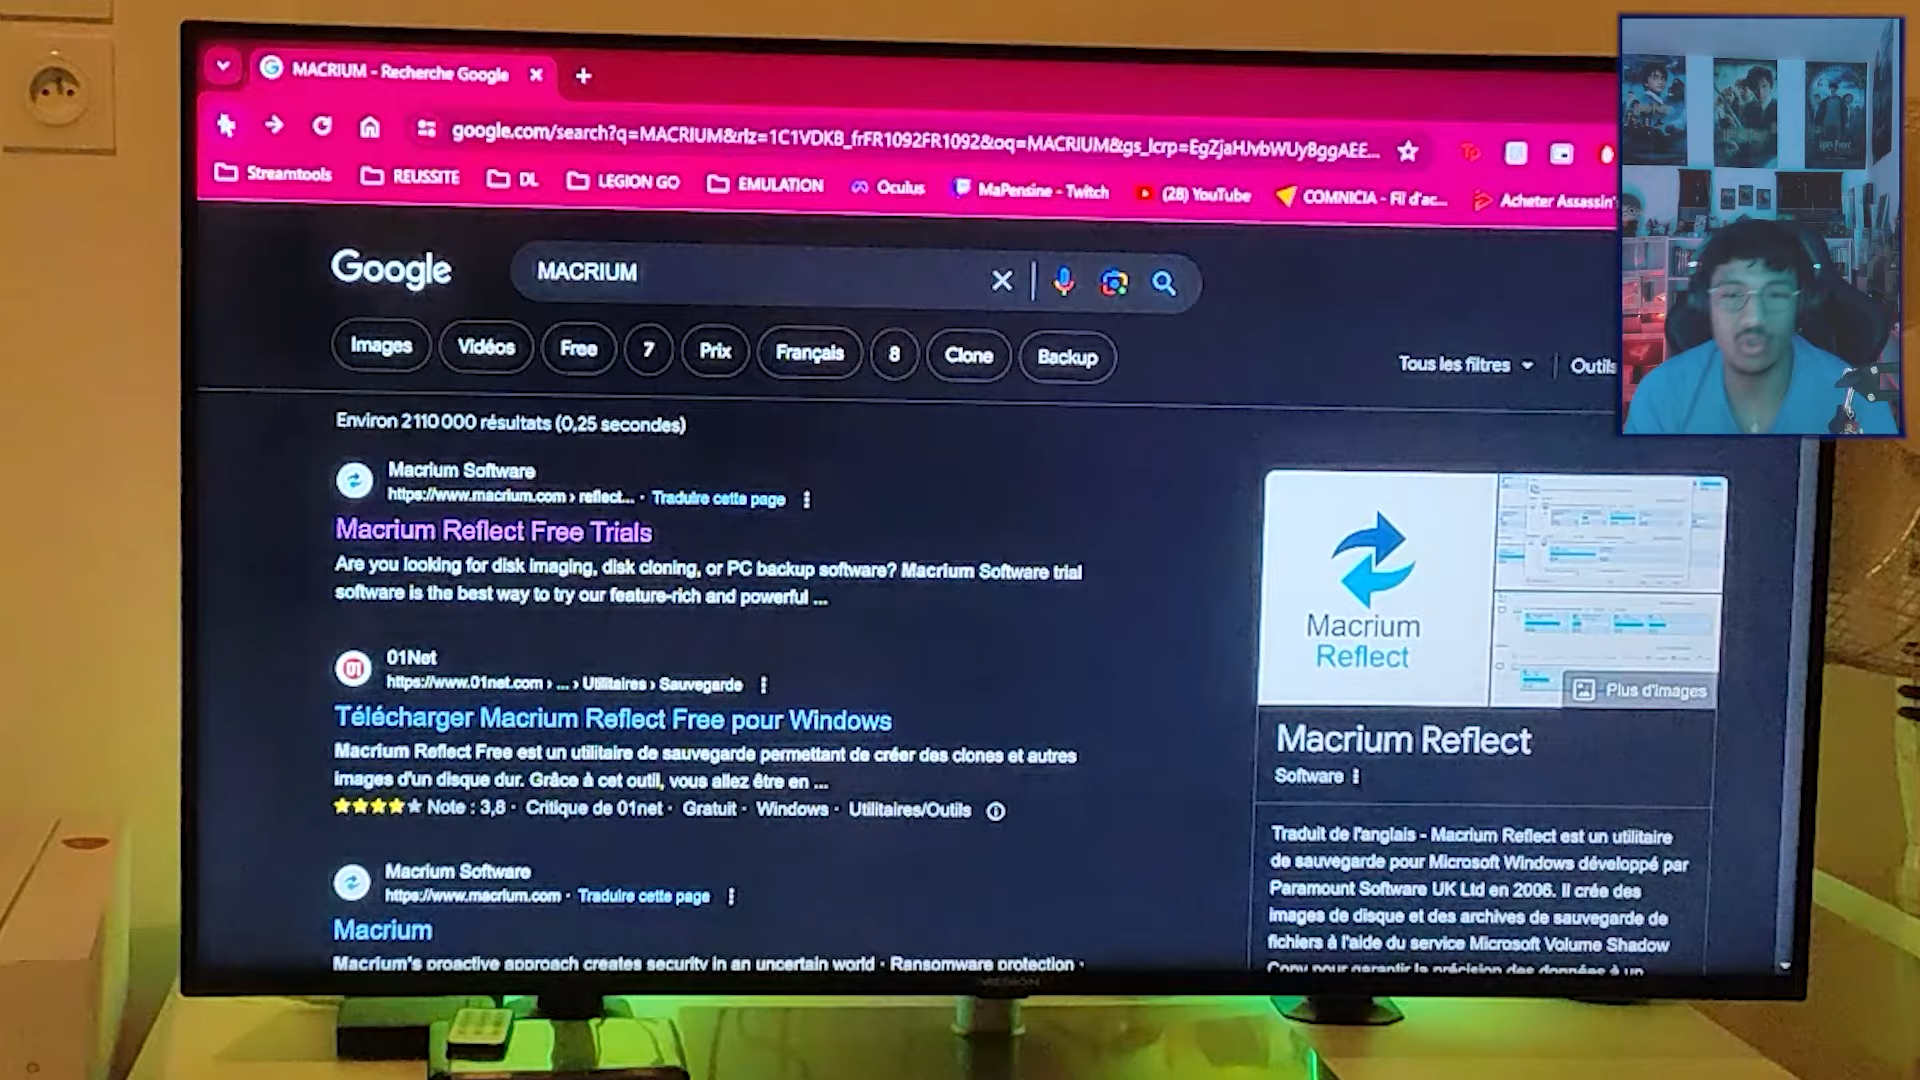 MACRIUM - Recherche Google
google.com/search?q=MACRIUM&rlz=1C1VDKB_frFR1092FR1092&oq=MACRIUM&gs_lcrp=EgZjaHJvbWUyBggAEE...
Streamtools REUSSITE DL LEGION GO EMULATION Oculus MaPensine - Twitch (28) YouTube COMNICIA - Fil d'ac... Acheter Assassin'
Google MACRIUM
Images Vidéos Free 7 Prix Français 8 Clone Backup
Tous les filtres Outils
Environ 2 110 000 résultats (0,25 secondes)
Macrium Software
https://www.macrium.com › reflect... · Traduire cette page
Macrium Reflect Free Trials
Are you looking for disk imaging, disk cloning, or PC backup software? Macrium Software trial
software is the best way to try our feature-rich and powerful ...
01Net
https://www.01net.com › ... › Utilitaires › Sauvegarde
Télécharger Macrium Reflect Free pour Windows
Macrium Reflect Free est un utilitaire de sauvegarde permettant de créer des clones et autres
images d'un disque dur. Grâce à cet outil, vous allez être en ...
Note : 3,8 · Critique de 01net · Gratuit · Windows · Utilitaires/Outils
Macrium Software
https://www.macrium.com · Traduire cette page
Macrium
Macrium's proactive approach creates security in an uncertain world · Ransomware protection ·
Macrium
Reflect
Plus d'images
Macrium Reflect
Software
Traduit de l'anglais - Macrium Reflect est un utilitaire
de sauvegarde pour Microsoft Windows développé par
Paramount Software UK Ltd en 2006. Il crée des
images de disque et des archives de sauvegarde de
fichiers à l'aide du service Microsoft Volume Shadow
Copy pour garantir la précision des données à un